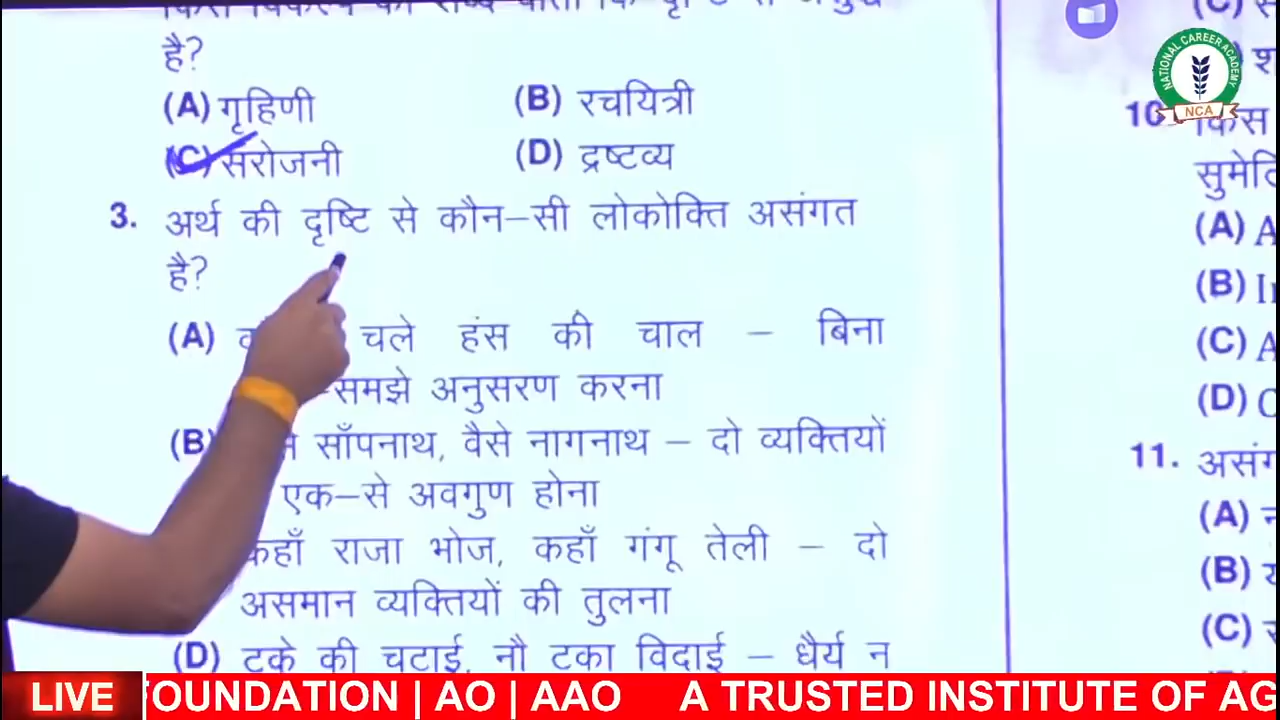 है?
(A) गृहिणी
(B) रचयित्री
(C) सरोजनी
(D) द्रष्टव्य
3. अर्थ की दृष्टि से कौन–सी लोकोक्ति असंगत
है?
(A) चले हंस की चाल – बिना
–समझे अनुसरण करना
(B) साँपनाथ, वैसे नागनाथ – दो व्यक्तियों
एक–से अवगुण होना
कहाँ राजा भोज, कहाँ गंगू तेली – दो
असमान व्यक्तियों की तुलना
(D) टके की चटाई, नौ टका विदाई – धैर्य न
(C)
10. किस
सुमेि
(A) A
(B)
(C) A
(D)
11. असंग
(A)
(B)
(C)
NATIONAL CAREER ACADEMY
NCA
LIVE
FOUNDATION | AO | AAO A TRUSTED INSTITUTE OF AG